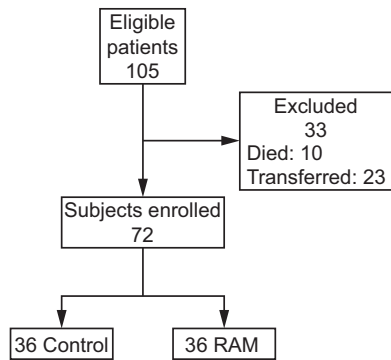 Eligible
patients
105
Excluded
33
Died: 10
Transferred: 23
Subjects enrolled
72
36 Control
36 RAM